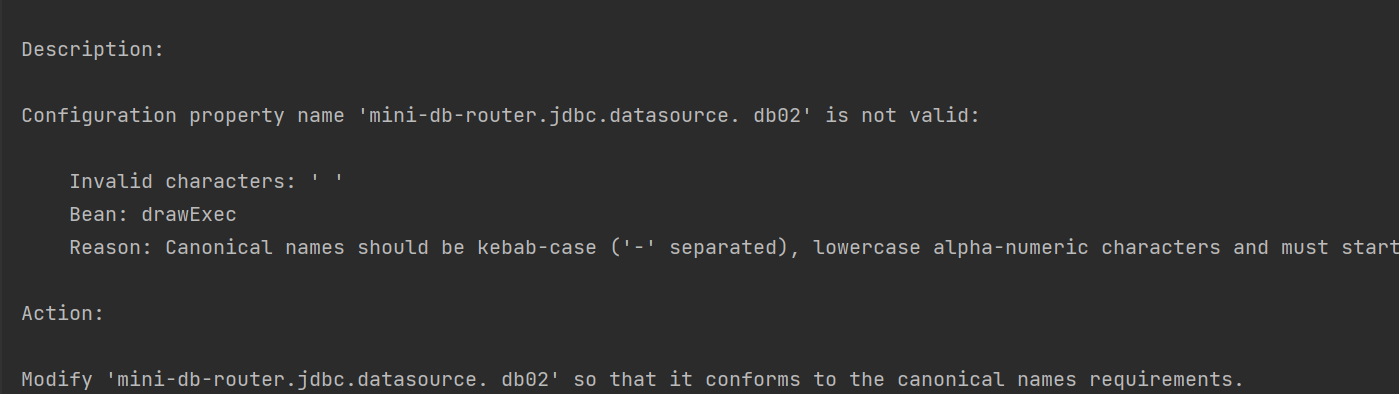 Description:
Configuration property name 'mini-db-router.jdbc.datasource. db02' is not valid:
Invalid characters: ' '
Bean: drawExec
Reason: Canonical names should be kebab-case ('-' separated), lowercase alpha-numeric characters and must start
Action:
Modify 'mini-db-router.jdbc.datasource. db02' so that it conforms to the canonical names requirements.